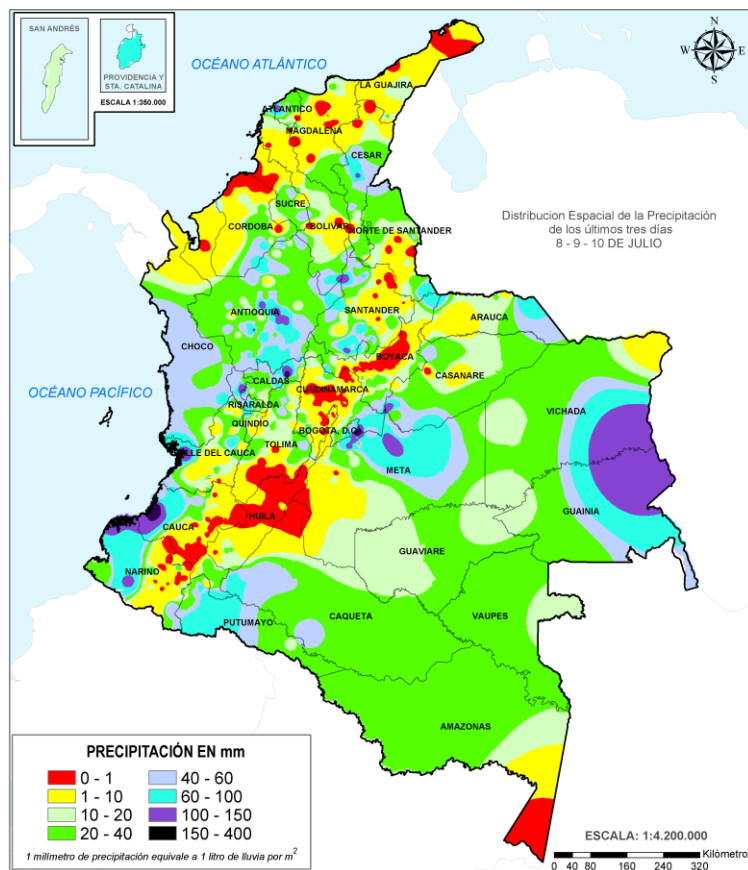 SAN ANDRÉS
PROVIDENCIA Y
STA. CATALINA
ESCALA 1:350.000
OCÉANO ATLÁNTICO
N
W E
S
LA GUAJIRA
ATLANTICO
MAGDALENA
CESAR
SUCRE
CORDOBA
BOLIVAR
NORTE DE SANTANDER
Distribucion Espacial de la Precipitación
de los últimos tres días
8 - 9 - 10 DE JULIO
ANTIOQUIA
SANTANDER
ARAUCA
CHOCO
BOYACA
CASANARE
OCÉANO PACÍFICO
CALDAS
CUNDINAMARCA
RISARALDA
VICHADA
QUINDIO
BOGOTA, D.C.
TOLIMA
VALLE DEL CAUCA
META
HUILA
GUAINIA
CAUCA
GUAVIARE
NARIÑO
CAQUETA
VAUPES
PUTUMAYO
AMAZONAS
PRECIPITACIÓN EN mm
0 - 1
1 - 10
10 - 20
20 - 40
40 - 60
60 - 100
100 - 150
150 - 400
1 milímetro de precipitación equivale a 1 litro de lluvia por m2
ESCALA: 1:4.200.000
Kilómetro
0 40 80 160 240 320